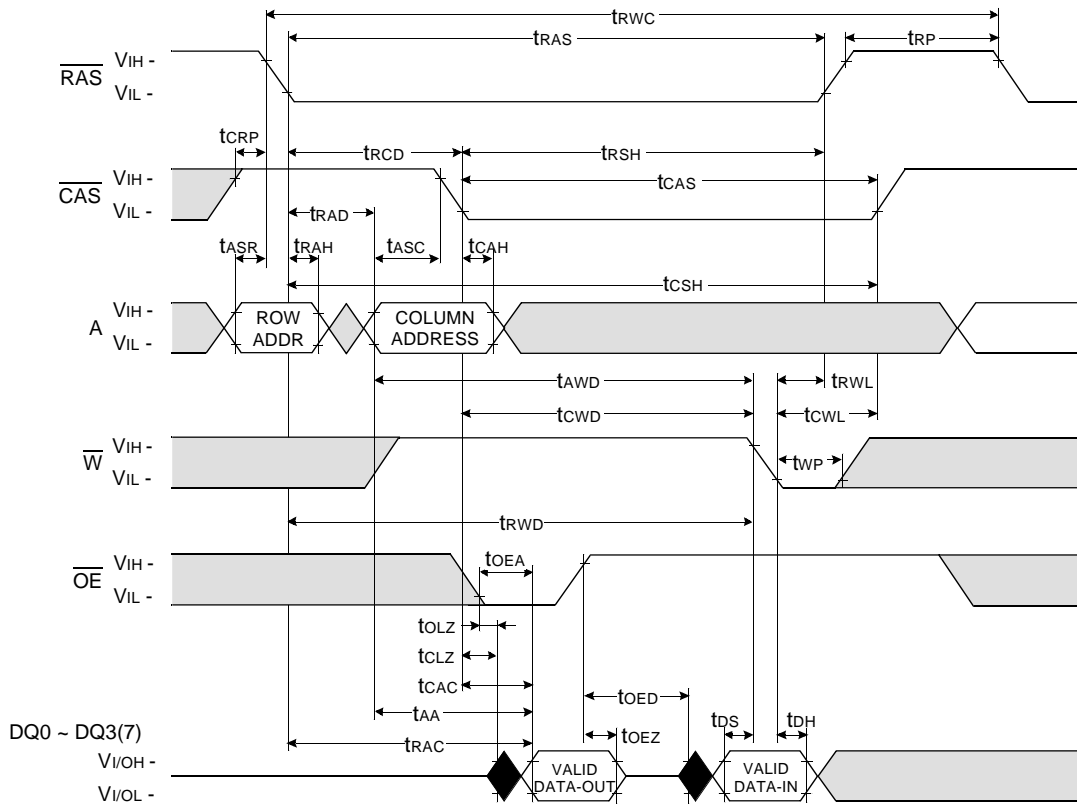 tRWC
tRAS
tRP
RAS
VIH -
VIL -
tCRP
tRCD
tRSH
CAS
VIH -
VIL -
tCAS
tRAD
tASR
tRAH
tASC
tCAH
tCSH
A
VIH -
VIL -
ROW
ADDR
COLUMN
ADDRESS
tAWD
tRWL
tCWD
tCWL
W
VIH -
VIL -
tWP
tRWD
OE
VIH -
VIL -
tOEA
tOLZ
tCLZ
tCAC
tOED
tAA
tDS
tDH
DQ0 ~ DQ3(7)
tRAC
tOEZ
VI/OH -
VI/OL -
VALID
DATA-OUT
VALID
DATA-IN